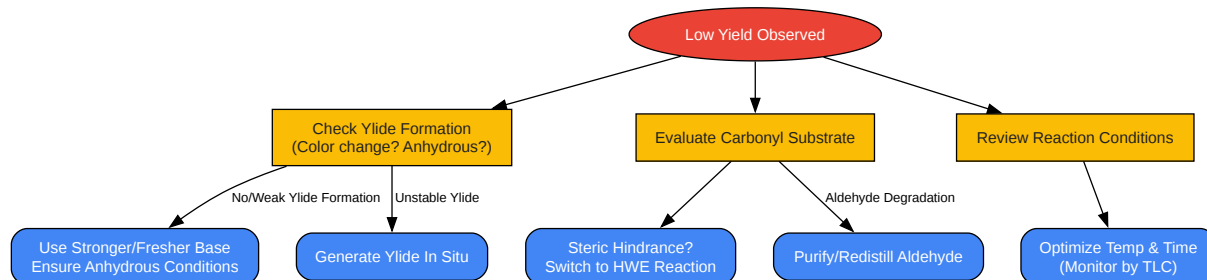 Low Yield Observed
Check Ylide Formation
(Color change? Anhydrous?)
Evaluate Carbonyl Substrate
Review Reaction Conditions
No/Weak Ylide Formation
Unstable Ylide
Aldehyde Degradation
Use Stronger/Fresher Base
Ensure Anhydrous Conditions
Generate Ylide In Situ
Steric Hindrance?
Switch to HWE Reaction
Purify/Redistill Aldehyde
Optimize Temp & Time
(Monitor by TLC)